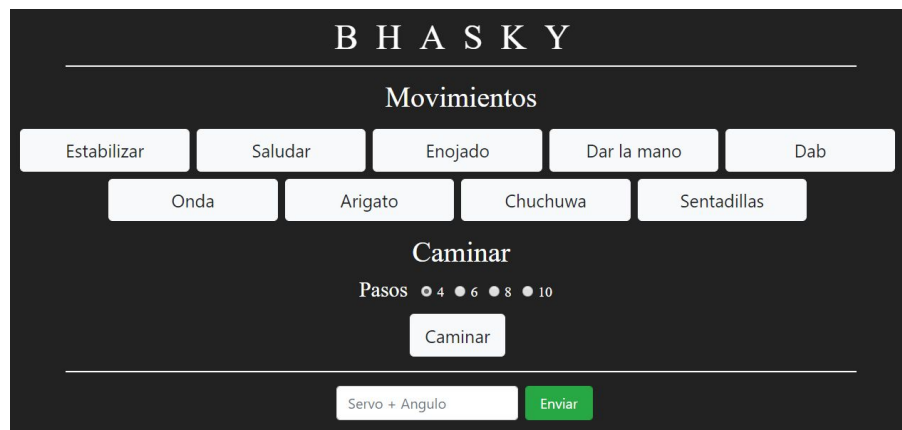 B H A S K Y
Movimientos
Estabilizar Saludar Enojado Dar la mano Dab
Onda Arigato Chuchuwa Sentadillas
Caminar
Pasos 4 6 8 10
Caminar
Servo + Angulo Enviar